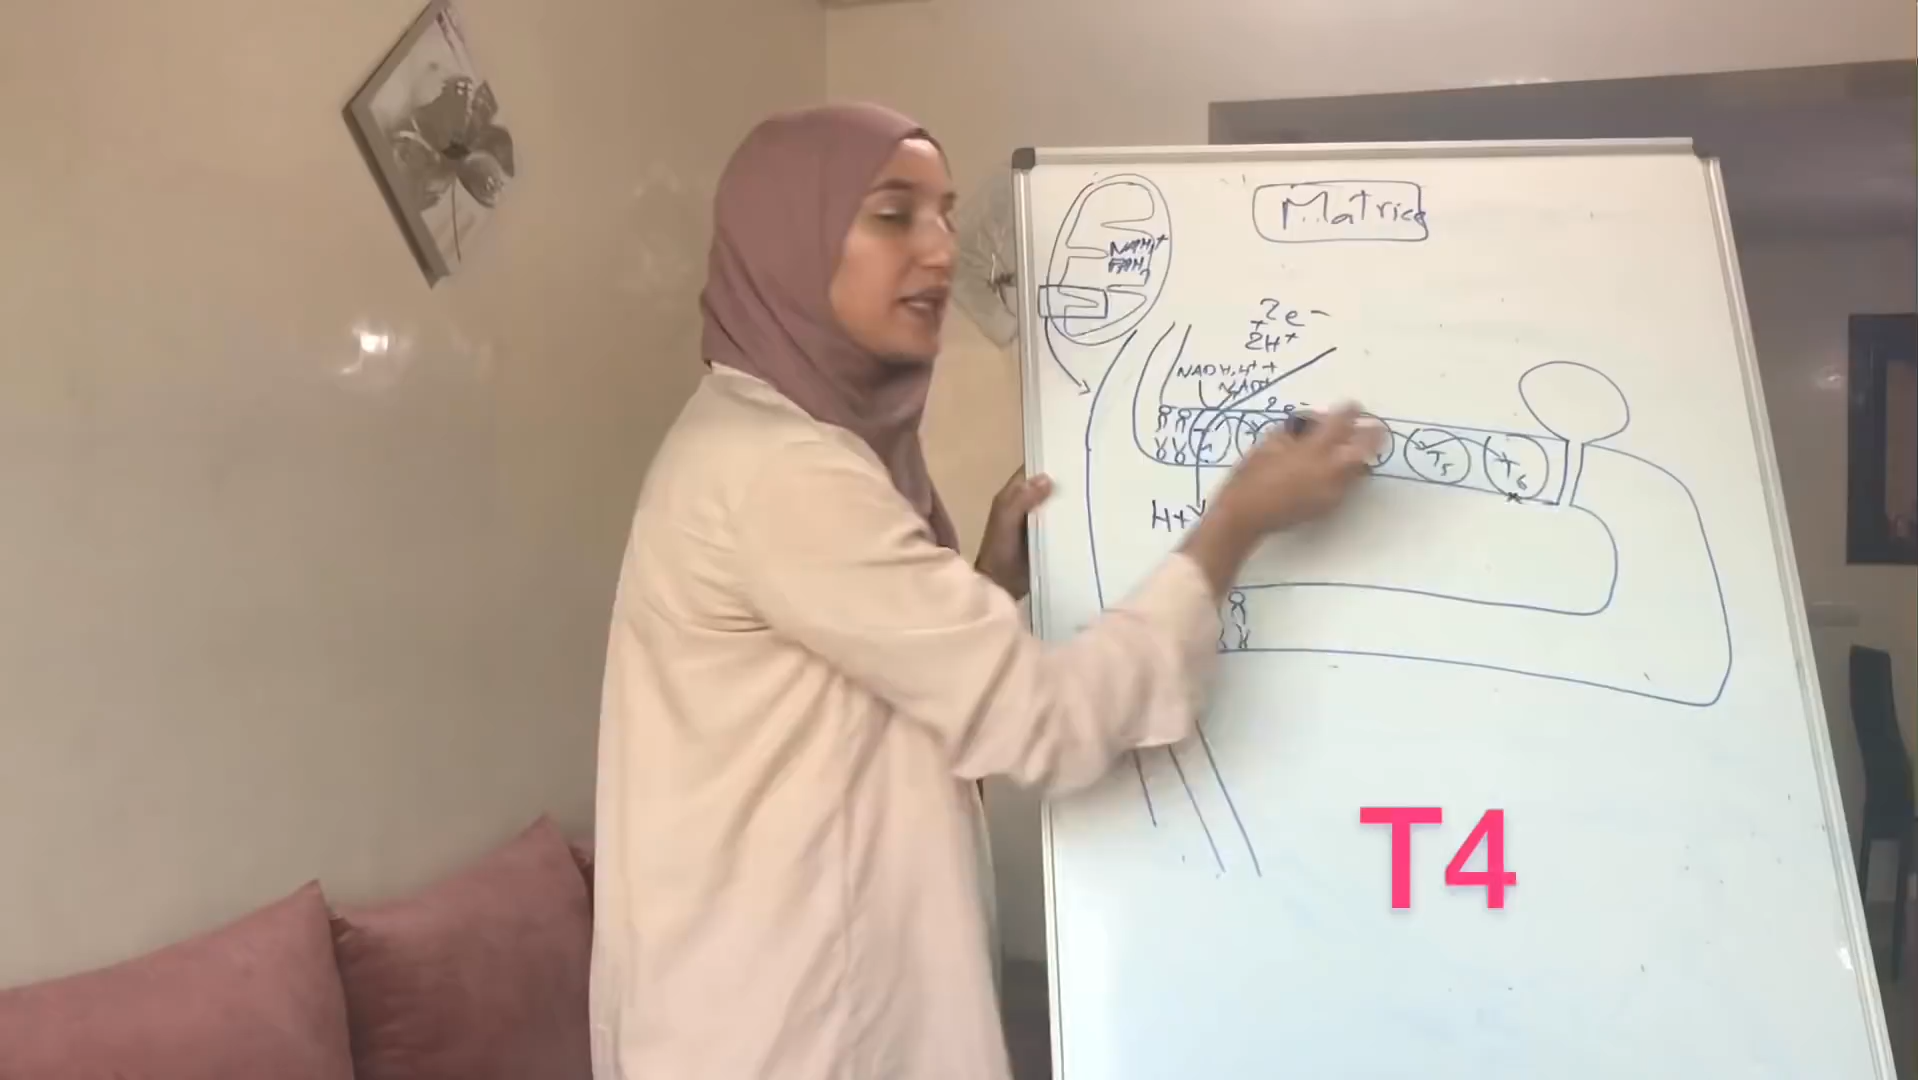 Matrice
NADH,H+
FADH2
2e-
+
2H+
NADH,H+ +
NAD+
2e-
T5
T6
H+
T4